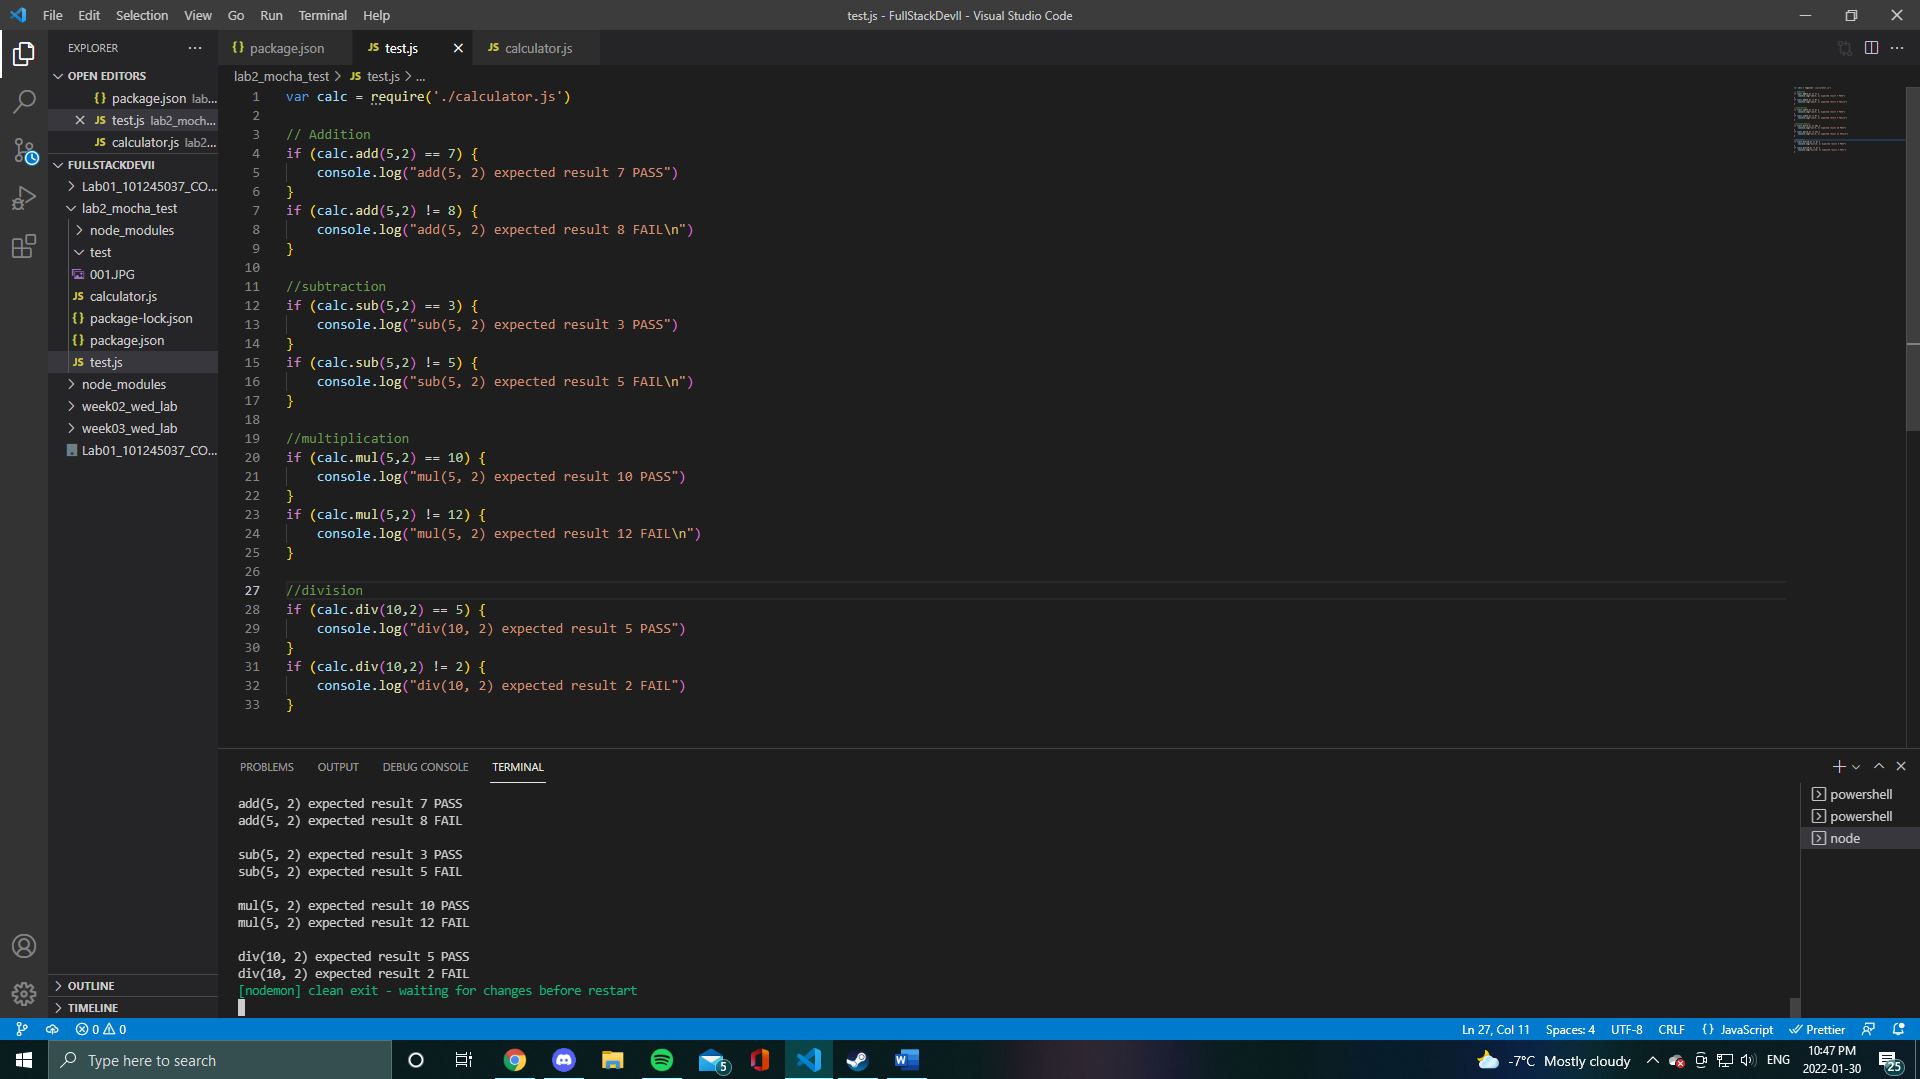 File Edit Selection View Go Run Terminal Help
test.js - FullStackDevII - Visual Studio Code
EXPLORER
{} package.json JS test.js JS calculator.js
OPEN EDITORS
{} package.json lab...
JS test.js lab2_moch...
JS calculator.js lab2...
FULLSTACKDEVII
Lab01_101245037_CO...
lab2_mocha_test
node_modules
test
001.JPG
JS calculator.js
{} package-lock.json
{} package.json
JS test.js
node_modules
week02_wed_lab
week03_wed_lab
Lab01_101245037_CO...
OUTLINE
TIMELINE
lab2_mocha_test > JS test.js > ...
1 var calc = require('./calculator.js')
2
3 // Addition
4 if (calc.add(5,2) == 7) {
5 console.log("add(5, 2) expected result 7 PASS")
6 }
7 if (calc.add(5,2) != 8) {
8 console.log("add(5, 2) expected result 8 FAIL\n")
9 }
10
11 //subtraction
12 if (calc.sub(5,2) == 3) {
13 console.log("sub(5, 2) expected result 3 PASS")
14 }
15 if (calc.sub(5,2) != 5) {
16 console.log("sub(5, 2) expected result 5 FAIL\n")
17 }
18
19 //multiplication
20 if (calc.mul(5,2) == 10) {
21 console.log("mul(5, 2) expected result 10 PASS")
22 }
23 if (calc.mul(5,2) != 12) {
24 console.log("mul(5, 2) expected result 12 FAIL\n")
25 }
26
27 //division
28 if (calc.div(10,2) == 5) {
29 console.log("div(10, 2) expected result 5 PASS")
30 }
31 if (calc.div(10,2) != 2) {
32 console.log("div(10, 2) expected result 2 FAIL")
33 }
PROBLEMS OUTPUT DEBUG CONSOLE TERMINAL
add(5, 2) expected result 7 PASS
add(5, 2) expected result 8 FAIL
sub(5, 2) expected result 3 PASS
sub(5, 2) expected result 5 FAIL
mul(5, 2) expected result 10 PASS
mul(5, 2) expected result 12 FAIL
div(10, 2) expected result 5 PASS
div(10, 2) expected result 2 FAIL
[nodemon] clean exit - waiting for changes before restart
powershell
powershell
node
0 0
Ln 27, Col 11 Spaces: 4 UTF-8 CRLF {} JavaScript Prettier
Type here to search
5
W
-7°C Mostly cloudy
ENG
10:47 PM
2022-01-30
25